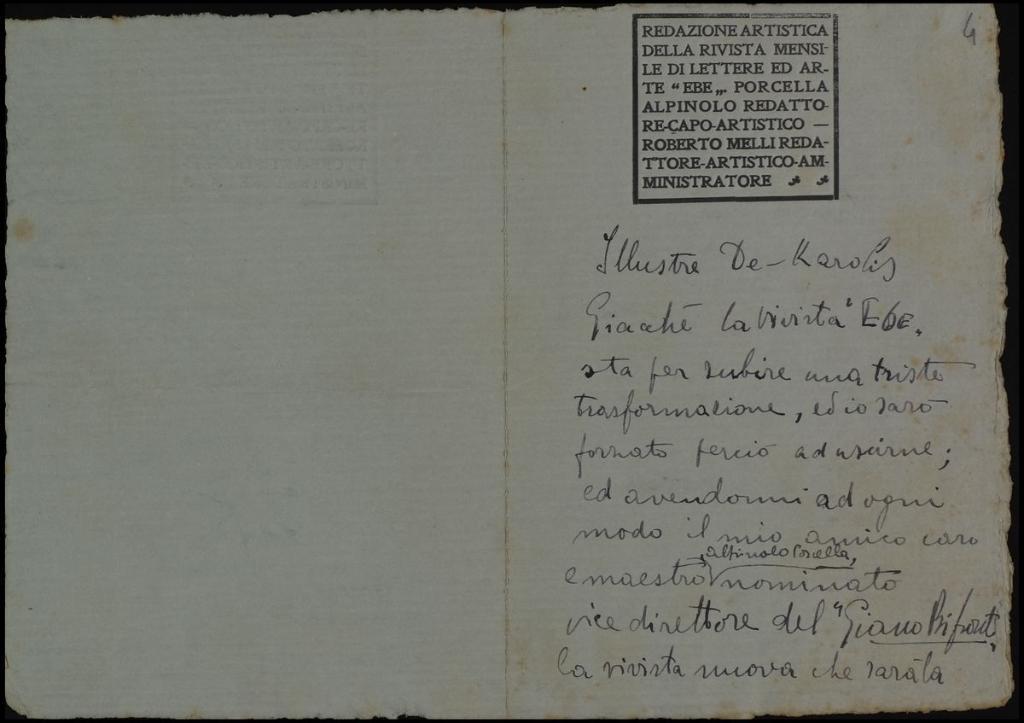 4
REDAZIONE ARTISTICA
DELLA RIVISTA MENSI-
LE DI LETTERE ED AR-
TE "EBE„. PORCELLA
ALPINOLO REDATTO-
RE-CAPO-ARTISTICO —
ROBERTO MELLI REDA-
TTORE-ARTISTICO-AM-
MINISTRATORE
Illustre De-Karolis
Giacchè la rivista "Ebe„
sta per subire una triste
trasformazione, ed io sarò
forzato perciò ad uscirne;
ed avendomi ad ogni
modo il mio amico caro
e maestro, Alpinolo Porcella, nominato
vice direttore del "Giano Bifronte„
la rivista nuova che sarà la